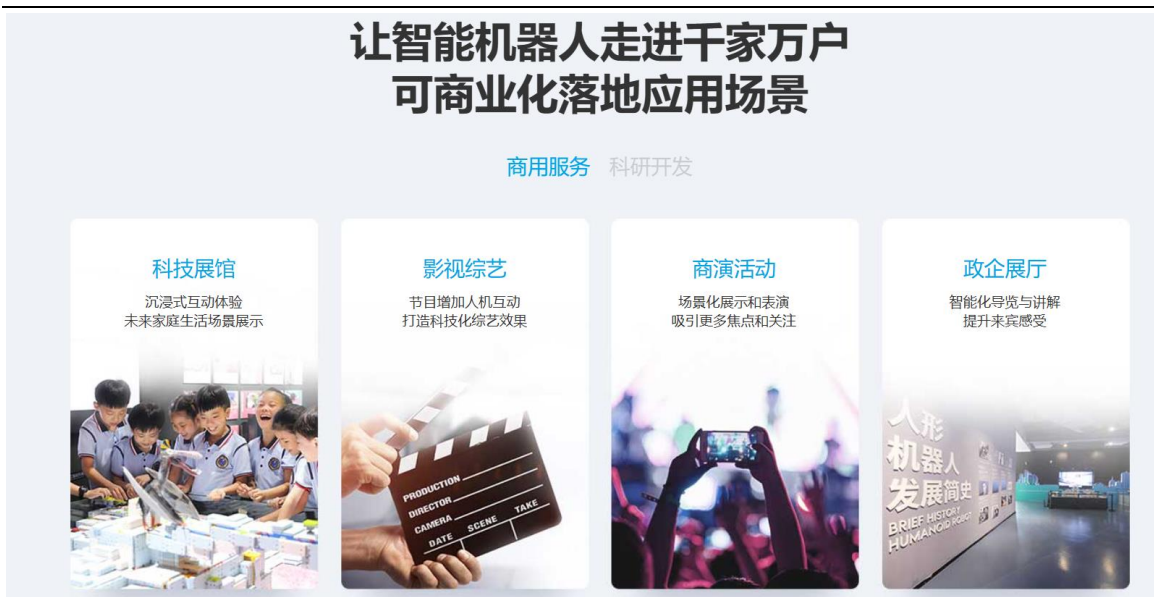 让智能机器人走进千家万户
可商业化落地应用场景
商用服务 科研开发
科技展馆
沉浸式互动体验
未来家庭生活场景展示
影视综艺
节目增加人机互动
打造科技化综艺效果
PRODUCTION
DIRECTOR
CAMERA
DATE SCENE TAKE
商演活动
场景化展示和表演
吸引更多焦点和关注
政企展厅
智能化导览与讲解
提升来宾感受
人形
机器人
发展简史
BRIEF HISTORY
HUMANOID ROBOT